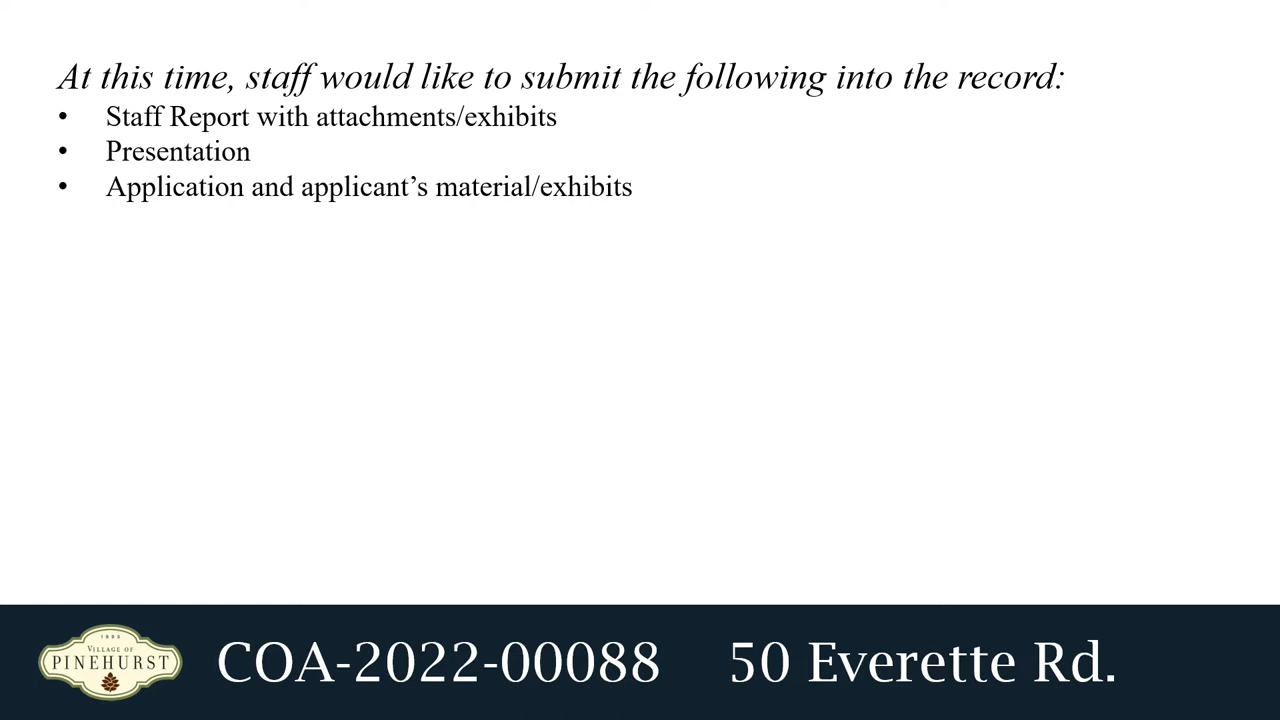 At this time, staff would like to submit the following into the record:
• Staff Report with attachments/exhibits
• Presentation
• Application and applicant’s material/exhibits
1895
VILLAGE OF
PINEHURST
COA-2022-00088 50 Everette Rd.